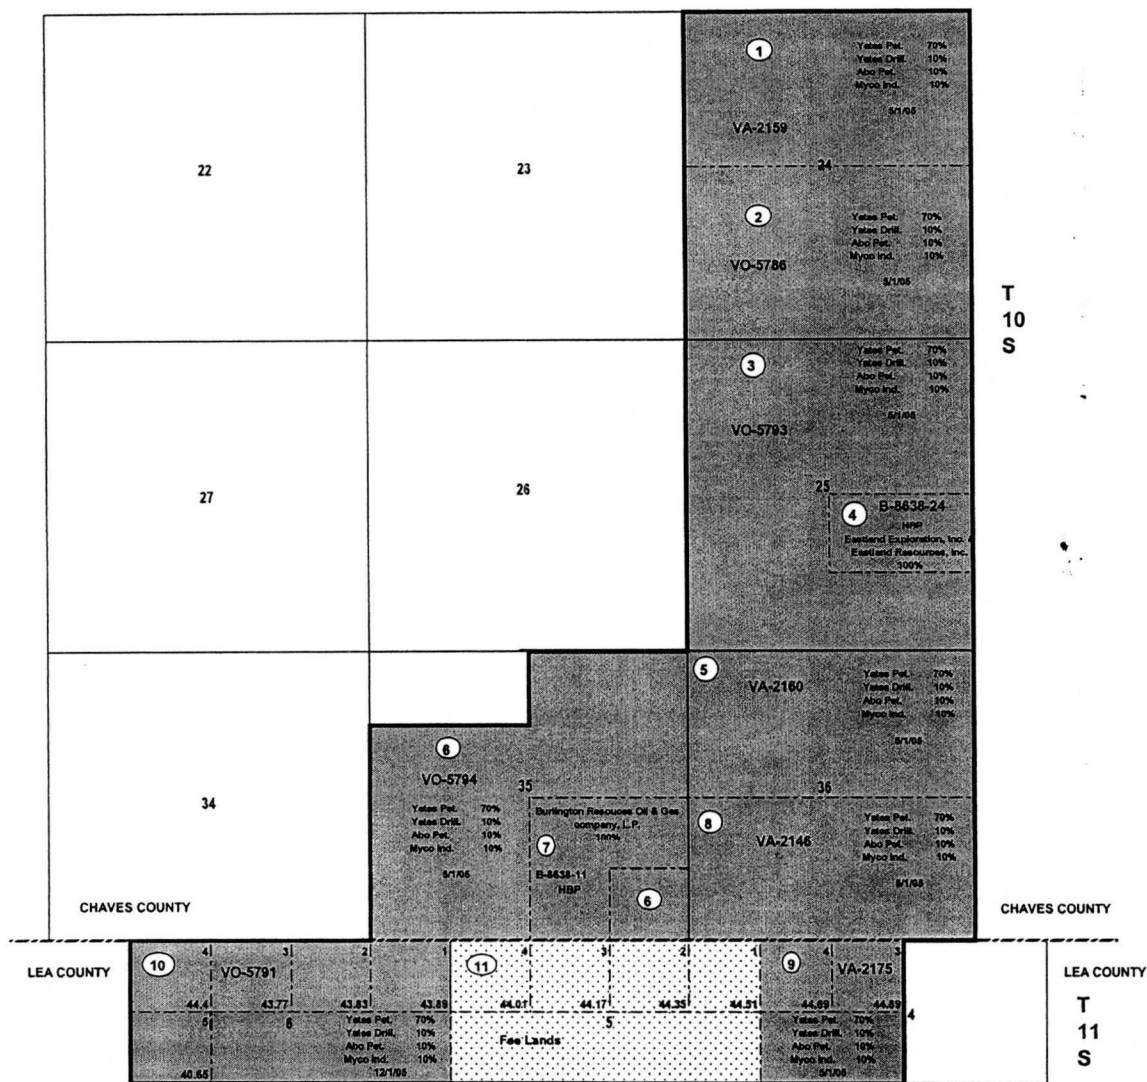 1
Yates Pet. 70%
Yates Drill. 10%
Abo Pet. 10%
Myco Ind. 10%
5/1/05
VA-2159
22
23
24
2
Yates Pet. 70%
Yates Drill. 10%
Abo Pet. 10%
Myco Ind. 10%
VO-5786
5/1/05
T
10
S
3
Yates Pet. 70%
Yates Drill. 10%
Abo Pet. 10%
Myco Ind. 10%
5/1/05
VO-5793
27
26
25
4
B-8638-24
HBP
Eastland Exploration, Inc. &
Eastland Resources, Inc.
100%
5
VA-2160
Yates Pet. 70%
Yates Drill. 10%
Abo Pet. 10%
Myco Ind. 10%
5/1/05
6
VO-5794
34
35
36
Yates Pet. 70%
Yates Drill. 10%
Abo Pet. 10%
Myco Ind. 10%
5/1/05
Burlington Resouces Oil & Gas
company, L.P.
100%
7
B-8638-11
HBP
6
8
VA-2146
Yates Pet. 70%
Yates Drill. 10%
Abo Pet. 10%
Myco Ind. 10%
5/1/05
CHAVES COUNTY
CHAVES COUNTY
LEA COUNTY
LEA COUNTY
10
4 3 2 1
VO-5791
11
4 3 2 1
9
4 3
VA-2175
44.4 43.77 43.83 43.89 44.01 44.17 44.35 44.51 44.69 44.89
5
6
5
4
Yates Pet. 70%
Yates Drill. 10%
Abo Pet. 10%
Myco Ind. 10%
12/1/05
40.65
Fee Lands
Yates Pet. 70%
Yates Drill. 10%
Abo Pet. 10%
Myco Ind. 10%
5/1/05
T
11
S